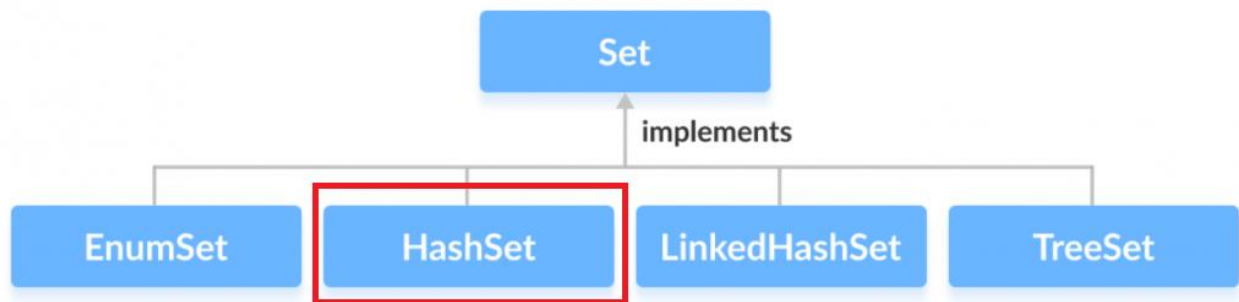 Set
implements
EnumSet
HashSet
LinkedHashSet
TreeSet